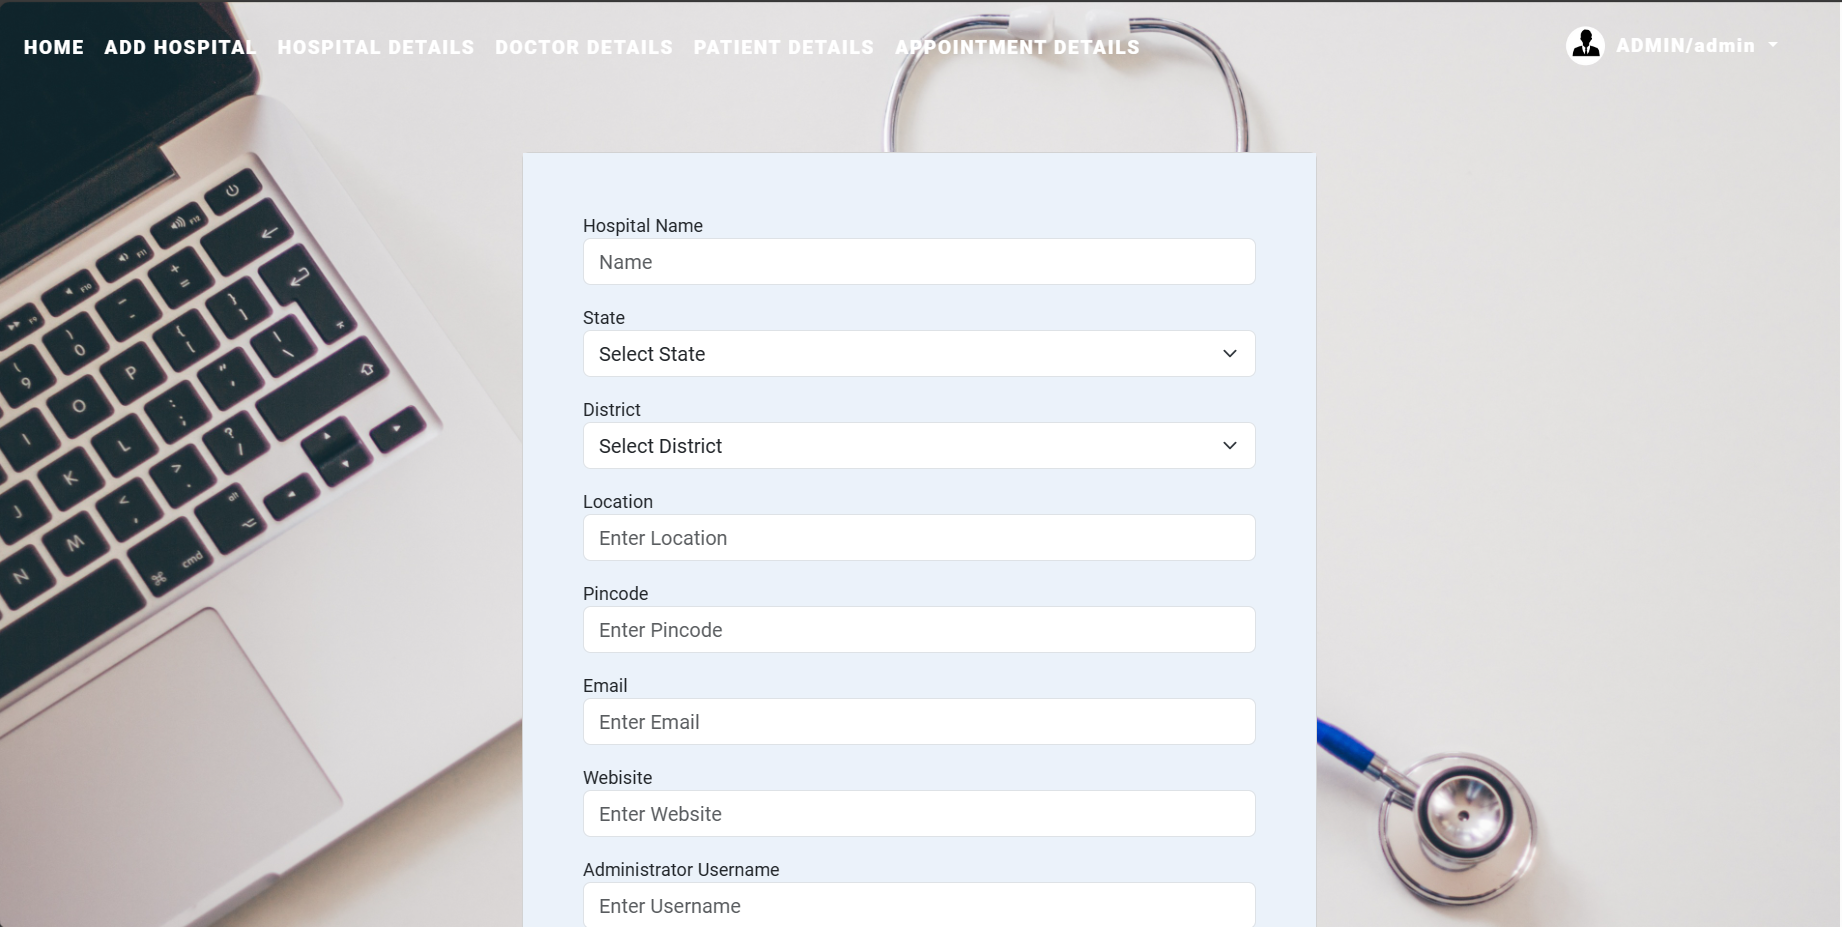 HOME ADD HOSPITAL HOSPITAL DETAILS DOCTOR DETAILS PATIENT DETAILS APPOINTMENT DETAILS ADMIN/admin
Hospital Name
Name
State
Select State
District
Select District
Location
Enter Location
Pincode
Enter Pincode
Email
Enter Email
Webisite
Enter Website
Administrator Username
Enter Username